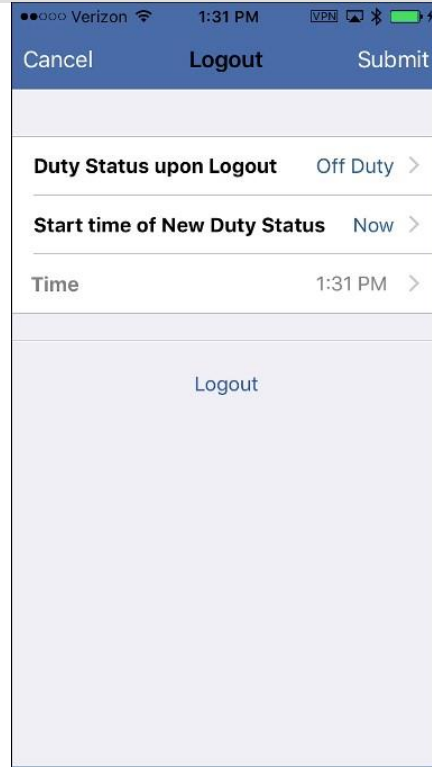 Verizon 1:31 PM VPN
Cancel Logout Submit
Duty Status upon Logout Off Duty
Start time of New Duty Status Now
Time 1:31 PM
Logout